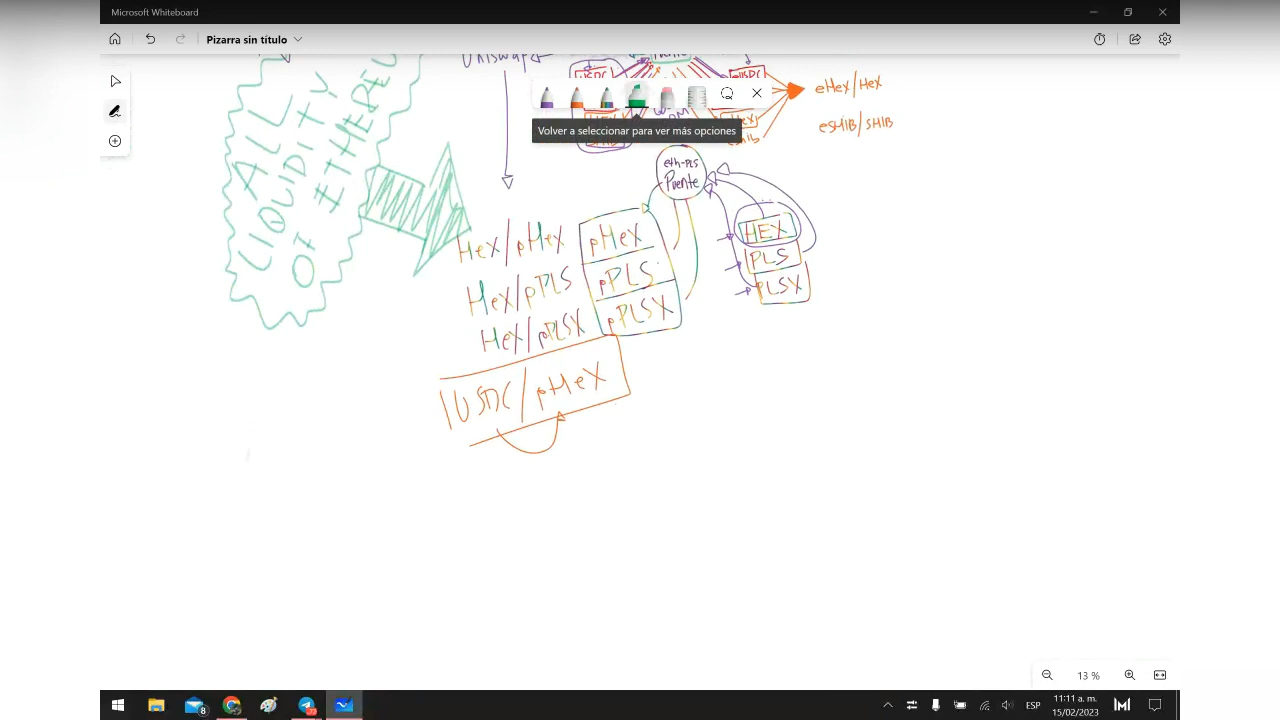 Microsoft Whiteboard
Pizarra sin título
Uniswap
USDC
eHex/Hex
eSHIB/SHIB
Volver a seleccionar para ver más opciones
ALL
LIQUIDITY
OF
eth-PLS
Puente
HEX
PLS
PLSX
Hex/pHex pHex
Hex/pPLS pPLS
Hex/pPLSX pPLSX
USDC/pHeX
13 %
8
ESP
11:11 a. m.
15/02/2023